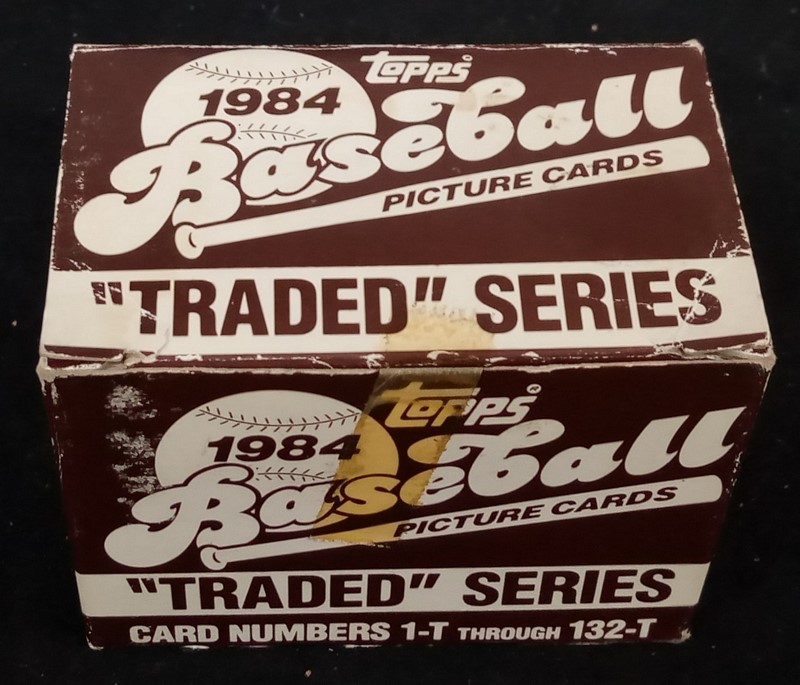 topps
1984
Baseball
PICTURE CARDS
"TRADED" SERIES
topps®
1984
Baseball
PICTURE CARDS
"TRADED" SERIES
CARD NUMBERS 1-T THROUGH 132-T